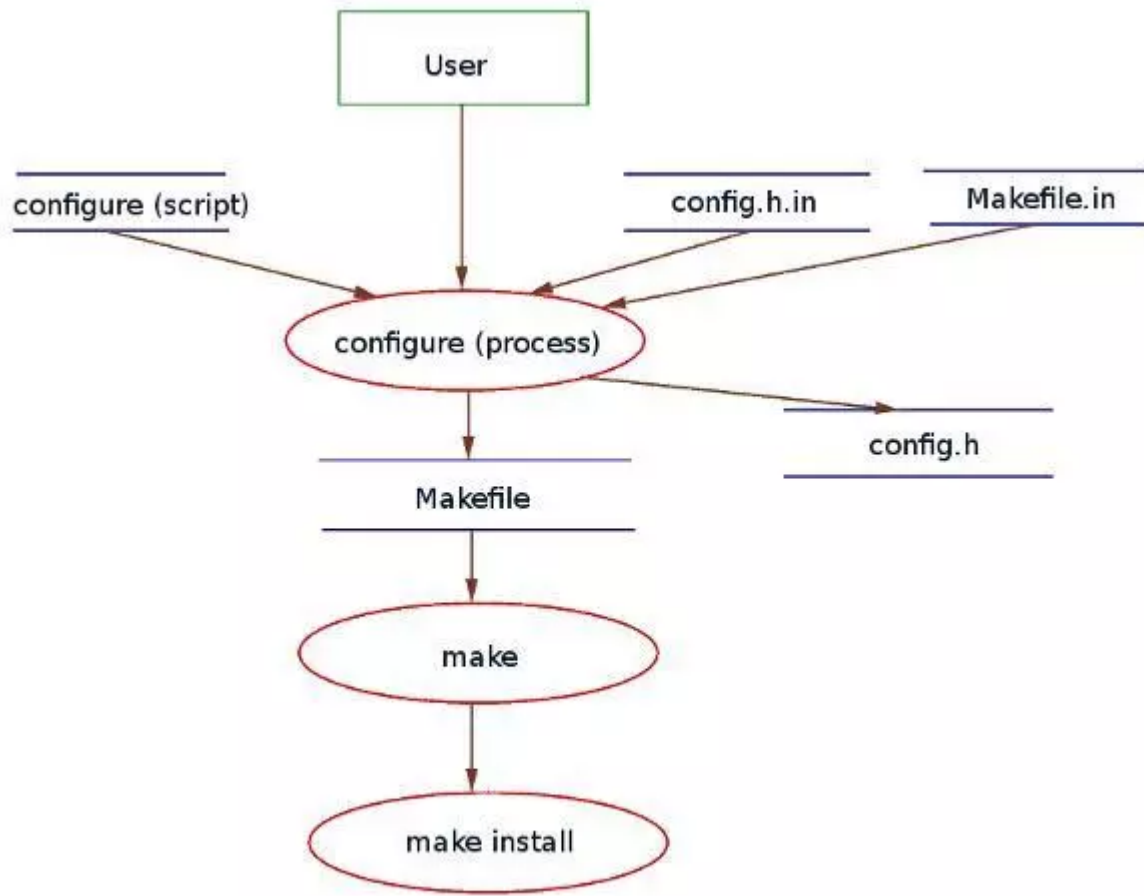 User
configure (script)
config.h.in
Makefile.in
configure (process)
config.h
Makefile
make
make install